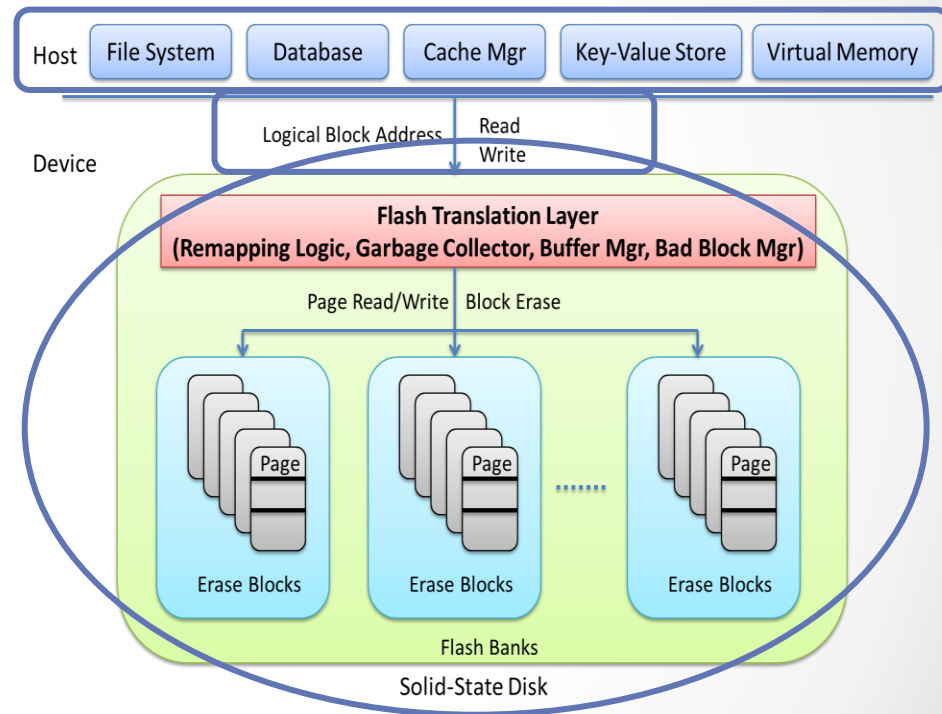 Host
File System
Database
Cache Mgr
Key-Value Store
Virtual Memory
Logical Block Address
Read
Write
Device
Flash Translation Layer
(Remapping Logic, Garbage Collector, Buffer Mgr, Bad Block Mgr)
Page Read/Write
Block Erase
Page
Page
Page
.......
Erase Blocks
Erase Blocks
Erase Blocks
Flash Banks
Solid-State Disk